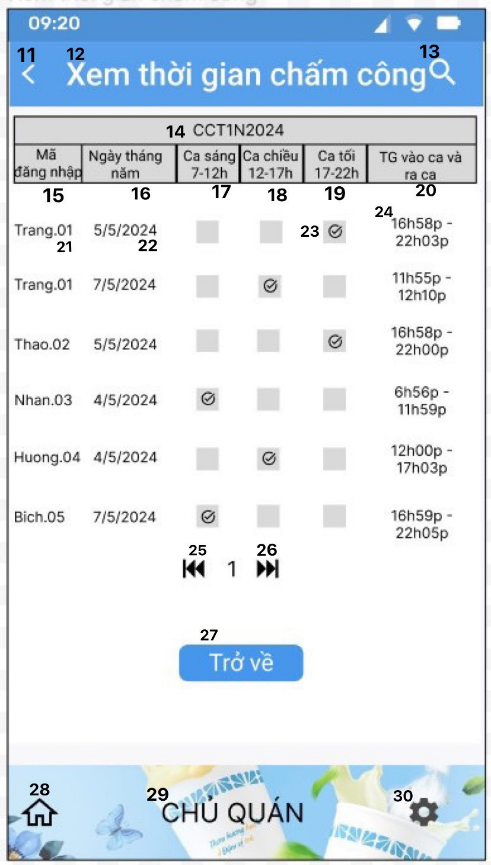 09:20
11 12 13
Xem thời gian chấm công
14 CCT1N2024
Mã đăng nhập
Ngày tháng năm
Ca sáng 7-12h
Ca chiều 12-17h
Ca tối 17-22h
TG vào ca và ra ca
15 16 17 18 19 20
Trang.01 5/5/2024 23 24 16h58p - 22h03p
21 22
Trang.01 7/5/2024 11h55p - 12h10p
Thao.02 5/5/2024 16h58p - 22h00p
Nhan.03 4/5/2024 6h56p - 11h59p
Huong.04 4/5/2024 12h00p - 17h03p
Bich.05 7/5/2024 16h59p - 22h05p
25 26
1
27
Trở về
28 29 30
CHỦ QUÁN